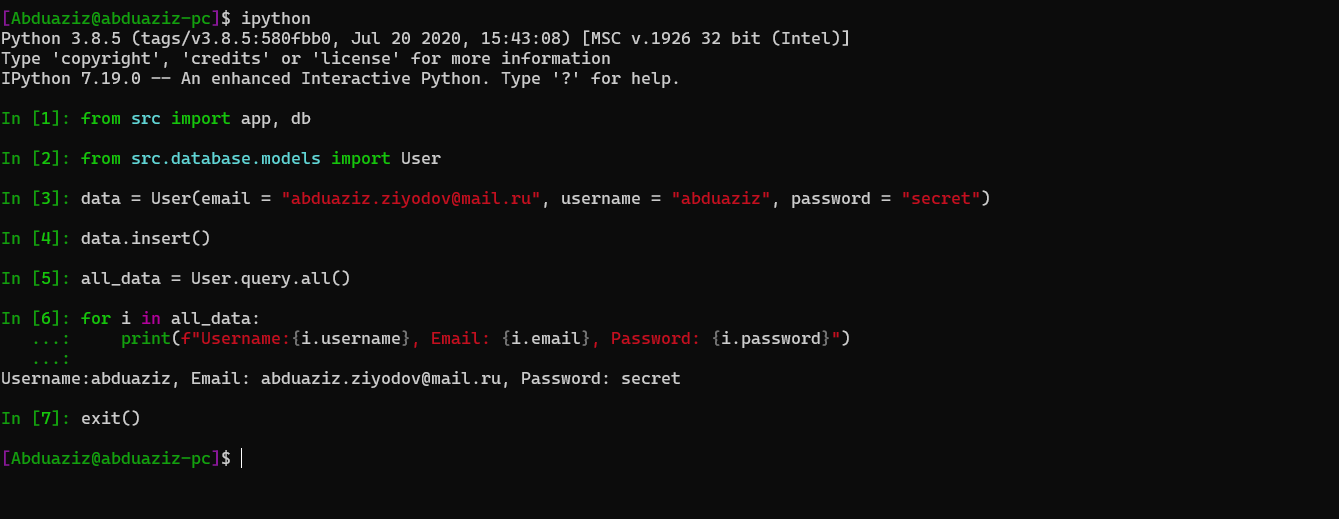 [Abduaziz@abduaziz-pc]$ ipython
Python 3.8.5 (tags/v3.8.5:580fbb0, Jul 20 2020, 15:43:08) [MSC v.1926 32 bit (Intel)]
Type 'copyright', 'credits' or 'license' for more information
IPython 7.19.0 -- An enhanced Interactive Python. Type '?' for help.
In [1]: from src import app, db
In [2]: from src.database.models import User
In [3]: data = User(email = "abduaziz.ziyodov@mail.ru", username = "abduaziz", password = "secret")
In [4]: data.insert()
In [5]: all_data = User.query.all()
In [6]: for i in all_data:
   ...:     print(f"Username:{i.username}, Email: {i.email}, Password: {i.password}")
   ...:
Username:abduaziz, Email: abduaziz.ziyodov@mail.ru, Password: secret
In [7]: exit()
[Abduaziz@abduaziz-pc]$